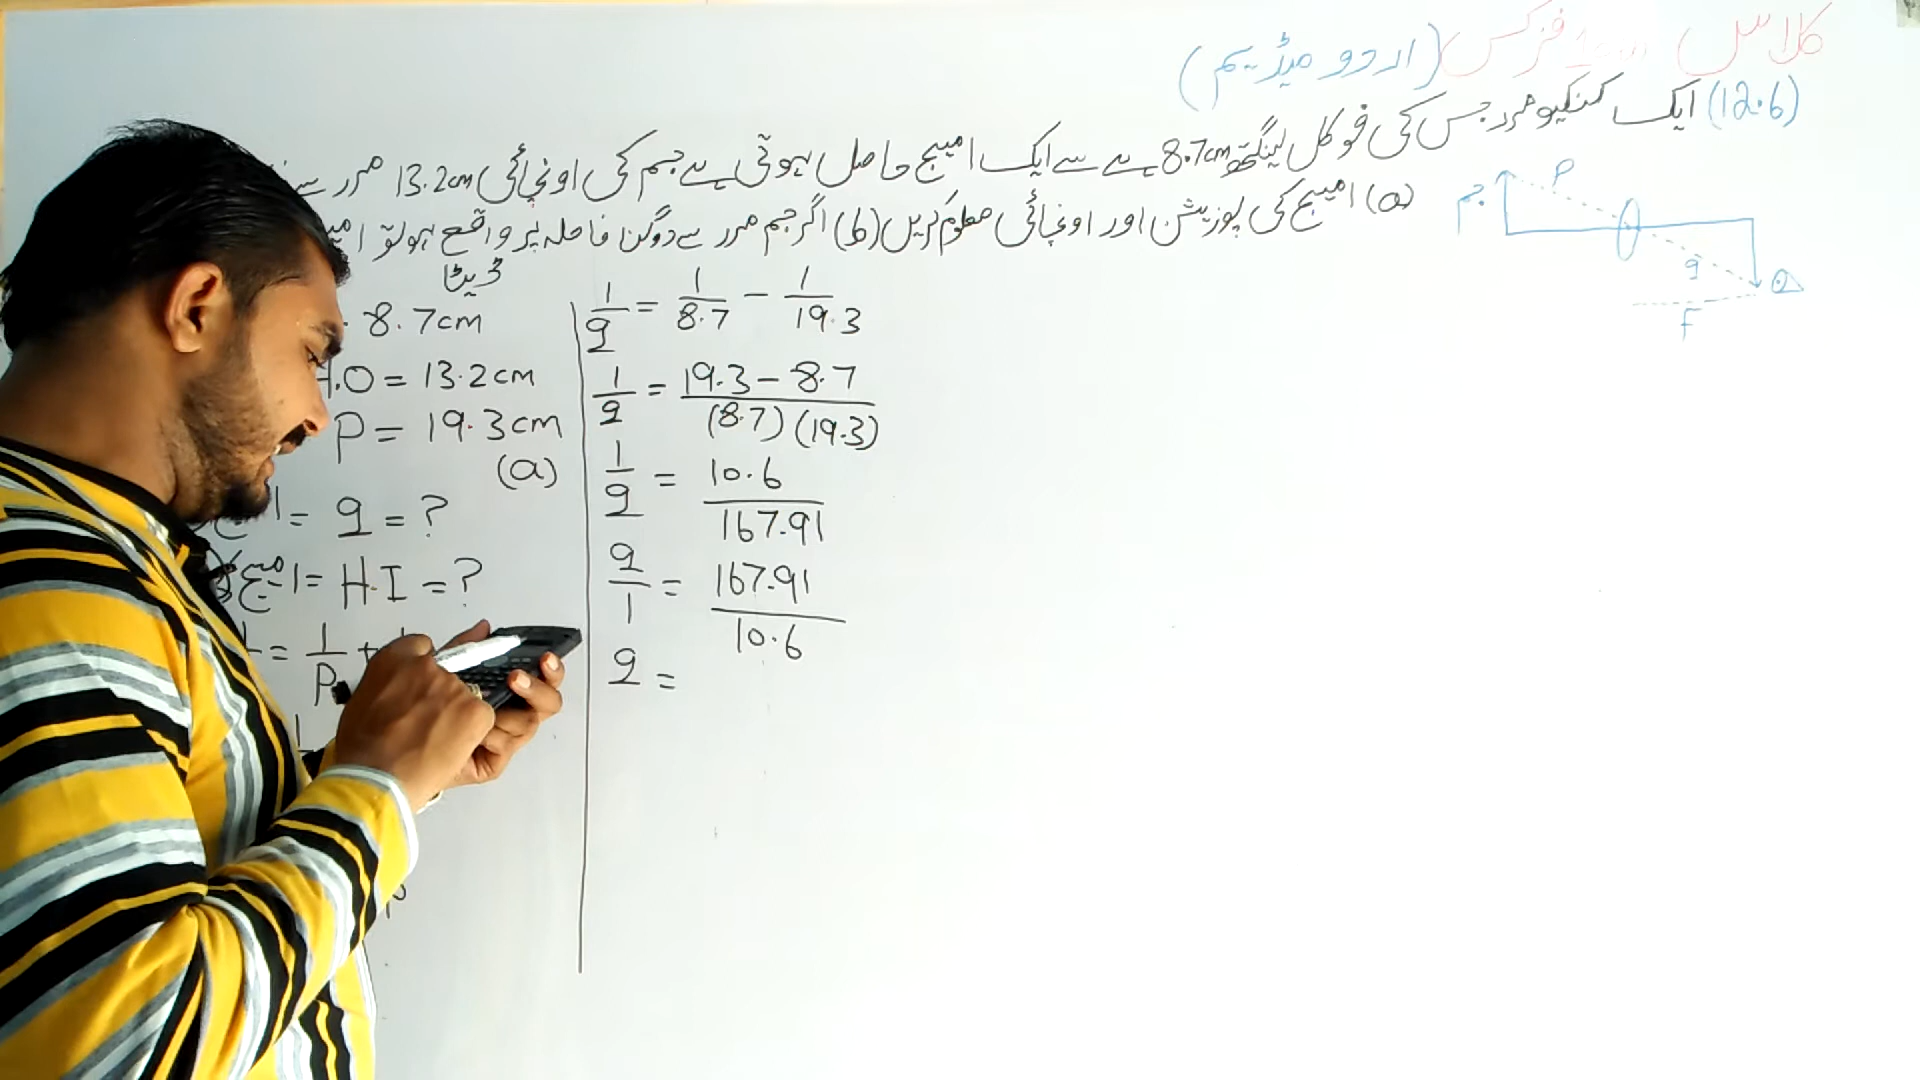 کلاس 10th فزکس (اردو میڈیم)
(12.6) ایک کنکیو مرر جس کی فوکل لینگتھ 8.7cm ہے سے ایک امیج حاصل ہوتی ہے جسم کی اونچائی 13.2cm مرر سے
(a) امیج کی پوزیشن اور اونچائی معلوم کریں (b) اگر جسم مرر سے دوگنا فاصلہ پر واقع ہو تو
ڈیٹا
8.7cm
H.O = 13.2cm
P = 19.3cm
(a)
= q = ?
امیج = H.I = ?
= 1/P +
1/q = 1/8.7 - 1/19.3
1/q = 19.3 - 8.7 / (8.7) (19.3)
1/q = 10.6 / 167.91
q/1 = 167.91 / 10.6
q =
جسم
P
q
F